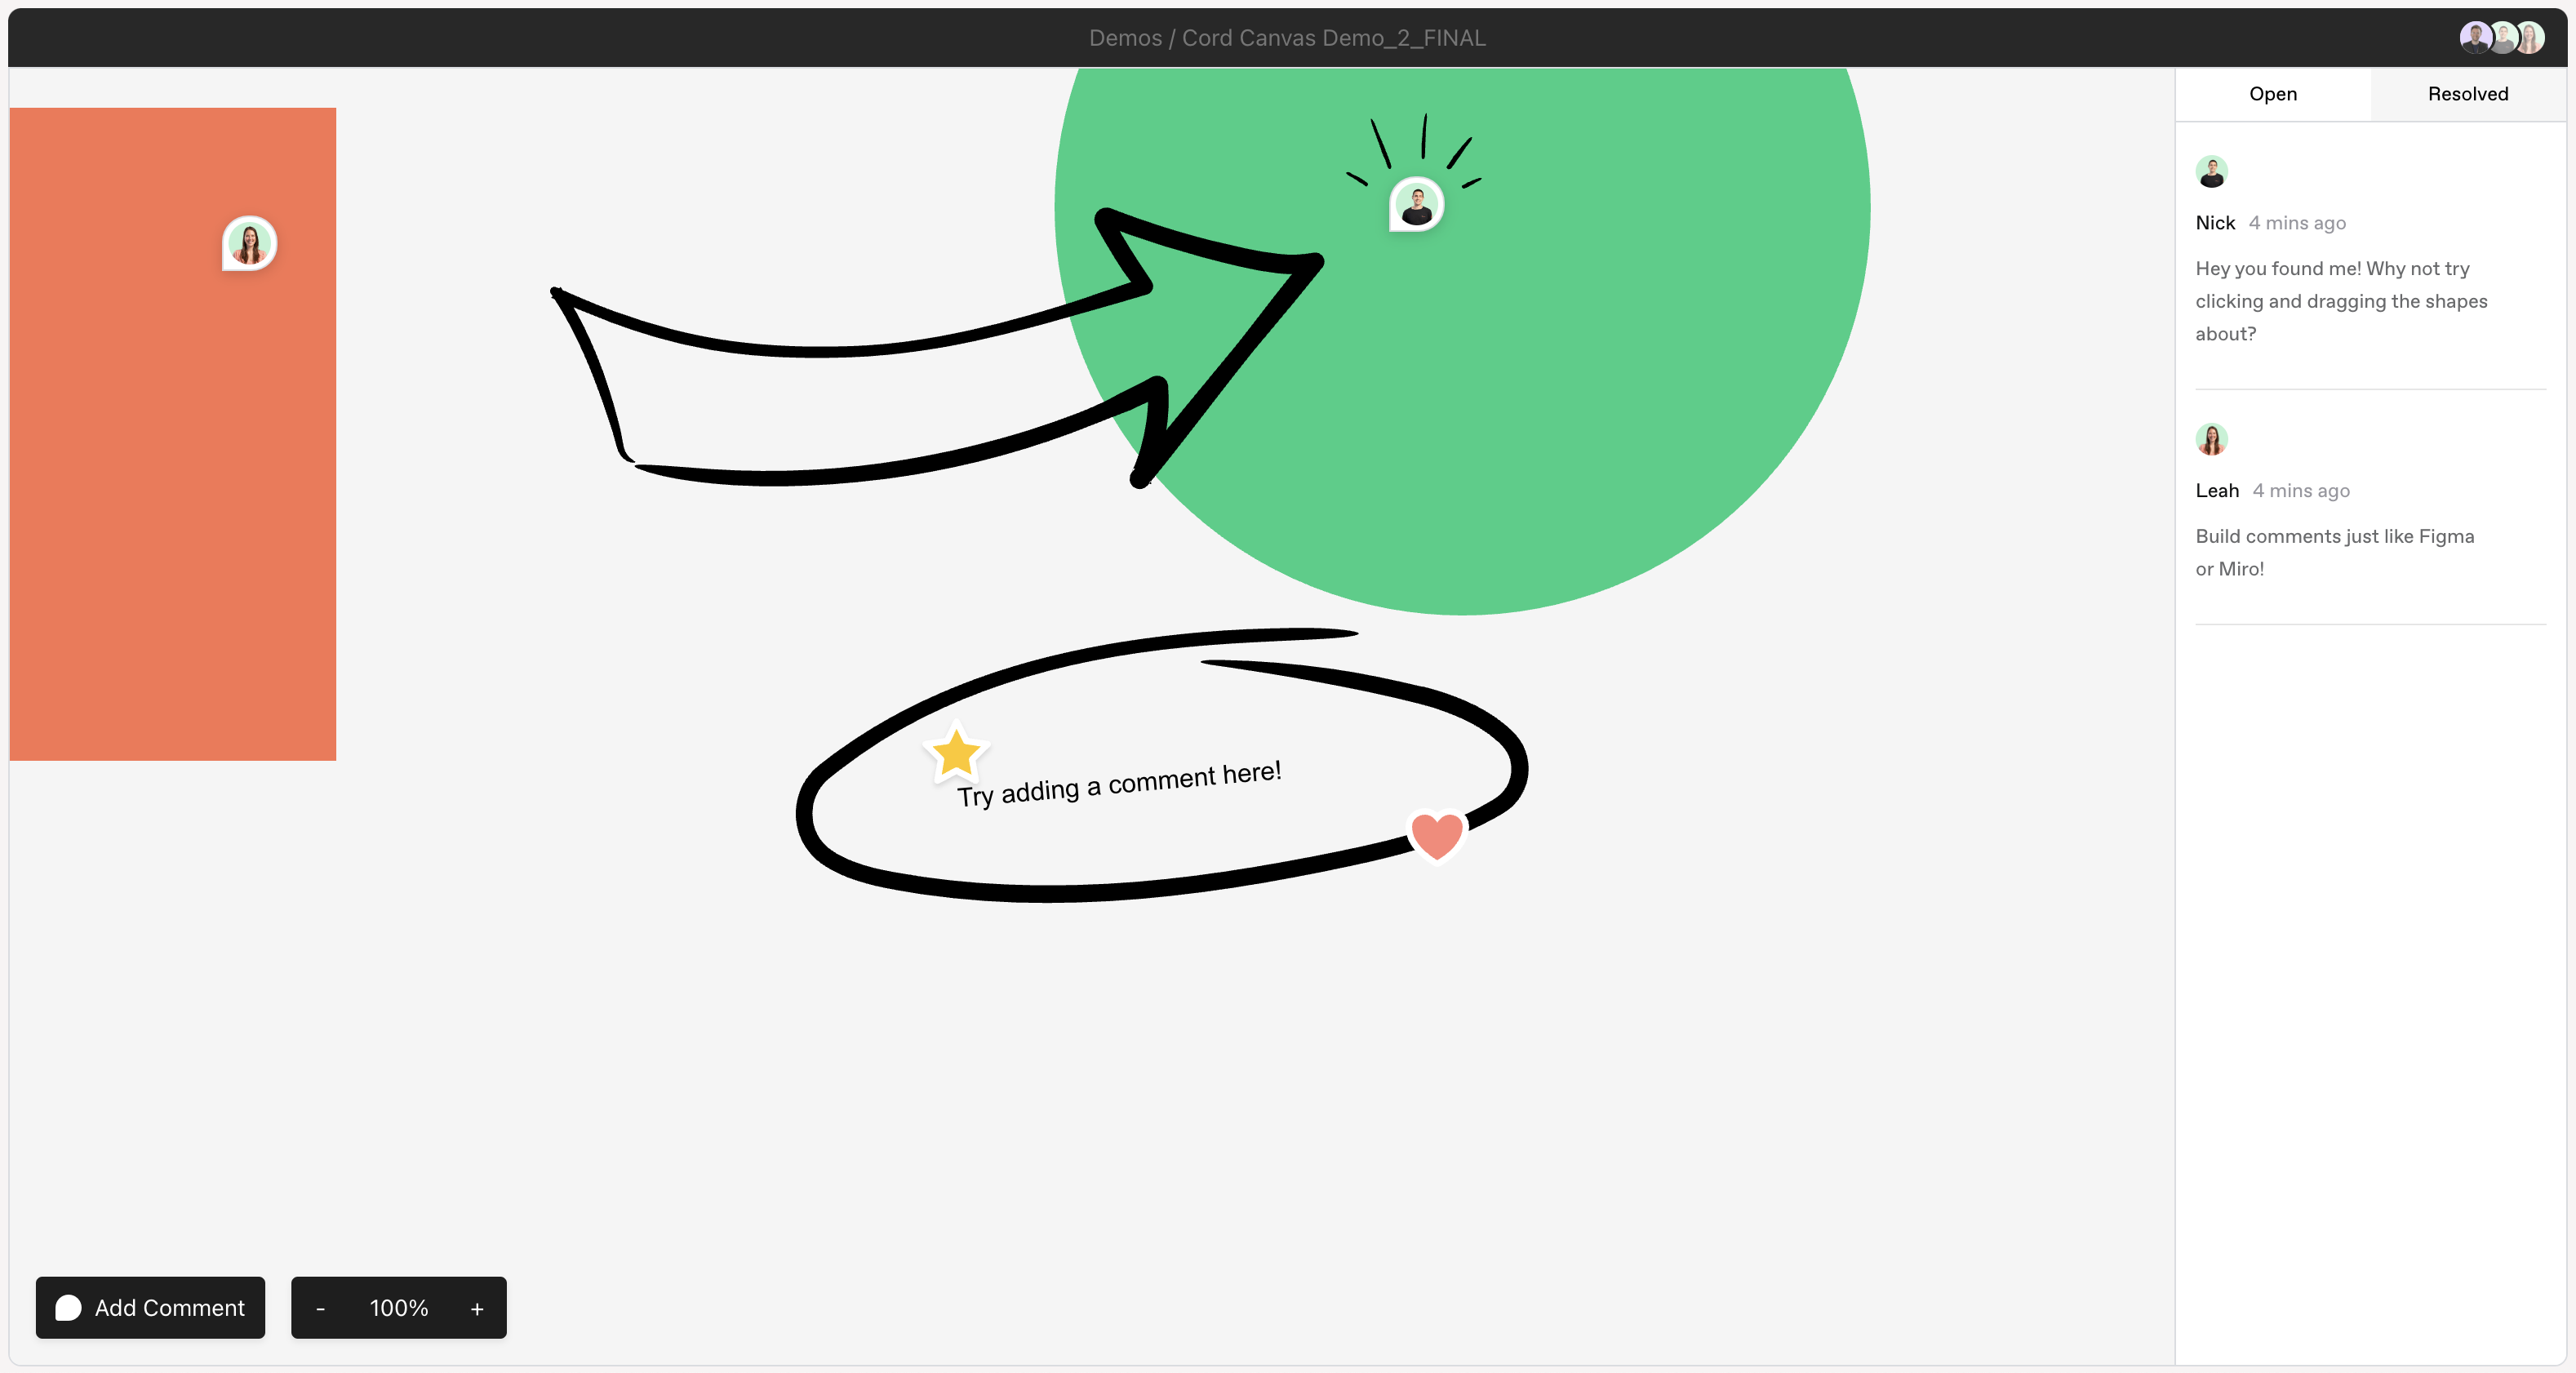 Demos / Cord Canvas Demo_2_FINAL
Open
Resolved
Nick 4 mins ago
Hey you found me! Why not try
clicking and dragging the shapes
about?
Leah 4 mins ago
Build comments just like Figma
or Miro!
Try adding a comment here!
Add Comment
- 100% +